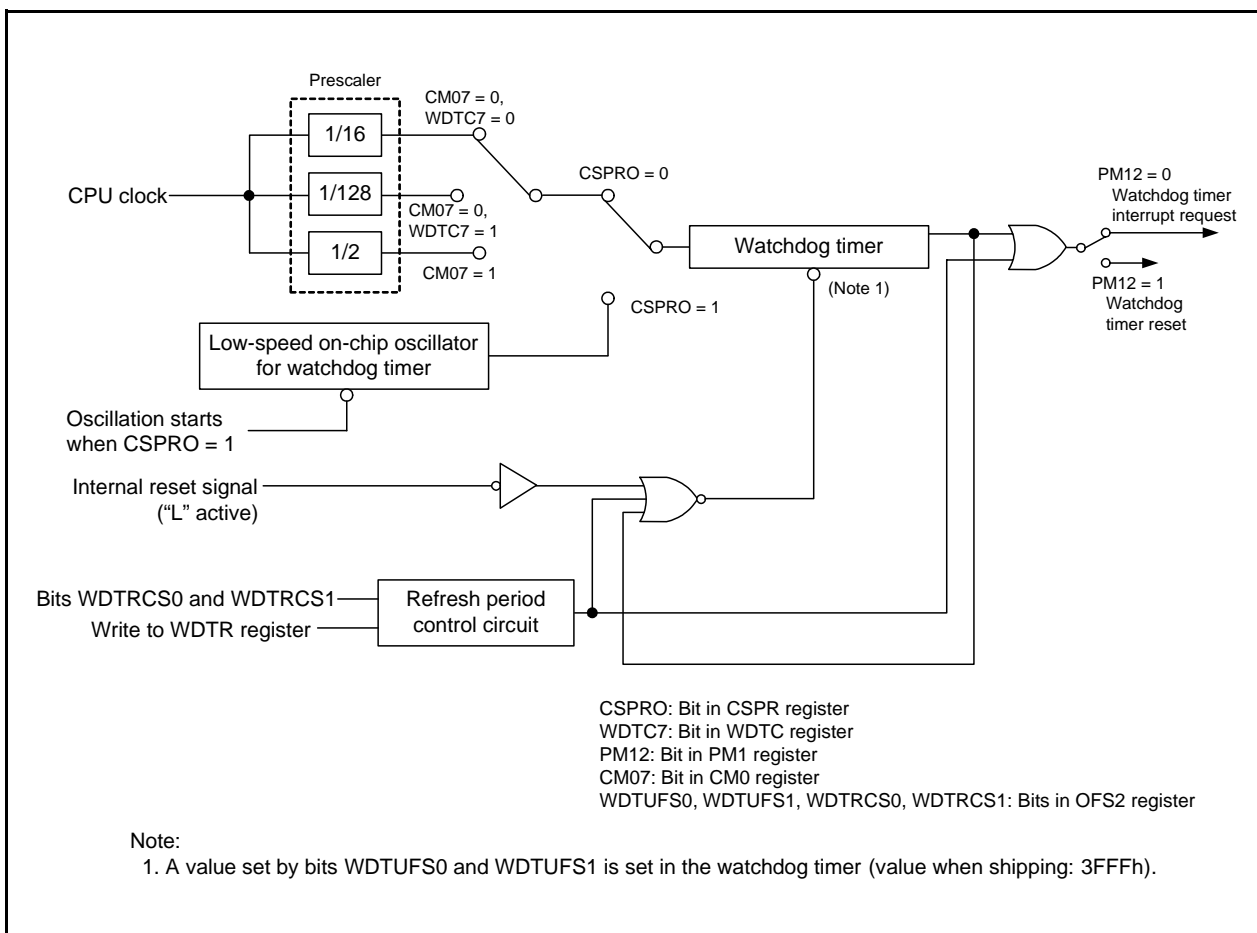 Prescaler
CM07 = 0,
WDTC7 = 0
1/16
CSPRO = 0
PM12 = 0
Watchdog timer
interrupt request
CPU clock
1/128
CM07 = 0,
WDTC7 = 1
1/2
CM07 = 1
Watchdog timer
(Note 1)
PM12 = 1
Watchdog
timer reset
CSPRO = 1
Low-speed on-chip oscillator
for watchdog timer
Oscillation starts
when CSPRO = 1
Internal reset signal
(“L” active)
Bits WDTRCS0 and WDTRCS1
Write to WDTR register
Refresh period
control circuit
CSPRO: Bit in CSPR register
WDTC7: Bit in WDTC register
PM12: Bit in PM1 register
CM07: Bit in CM0 register
WDTUFS0, WDTUFS1, WDTRCS0, WDTRCS1: Bits in OFS2 register
Note:
1. A value set by bits WDTUFS0 and WDTUFS1 is set in the watchdog timer (value when shipping: 3FFFh).